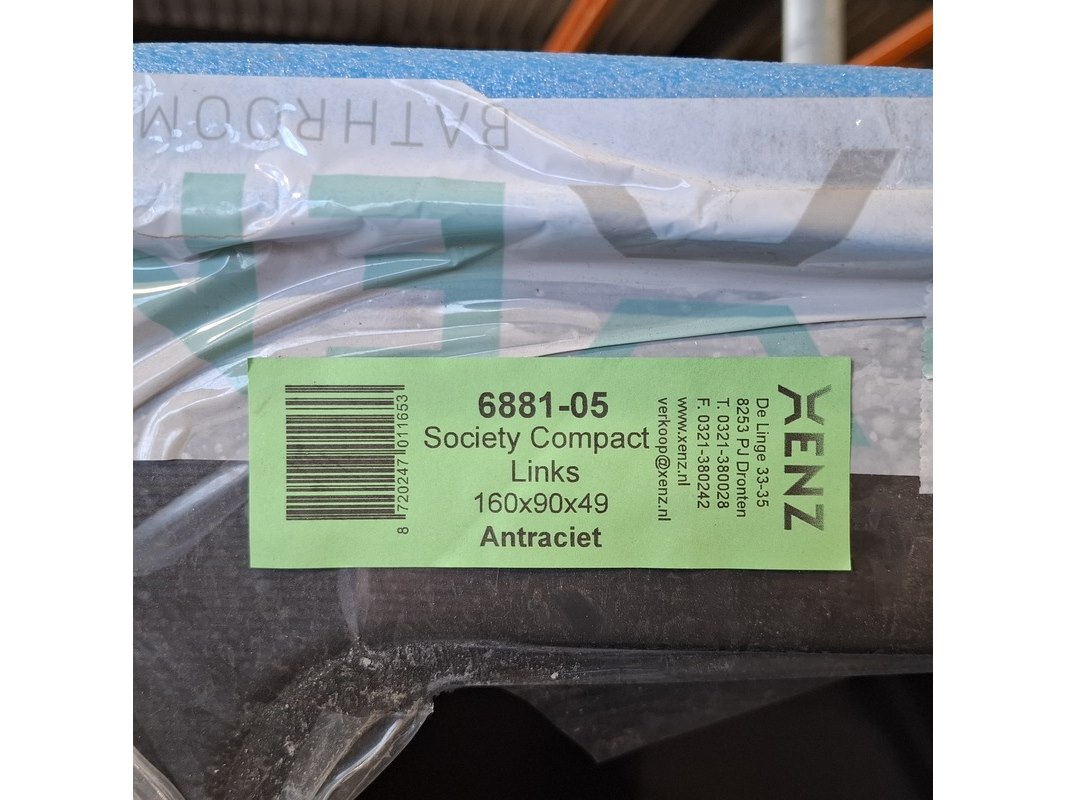 BATHROOM
XENZ
8 720247 011653
6881-05
Society Compact
Links
160x90x49
Antraciet
XENZ
De Linge 33-35
8253 PJ Dronten
T. 0321-380028
F. 0321-380242
www.xenz.nl
verkoop@xenz.nl